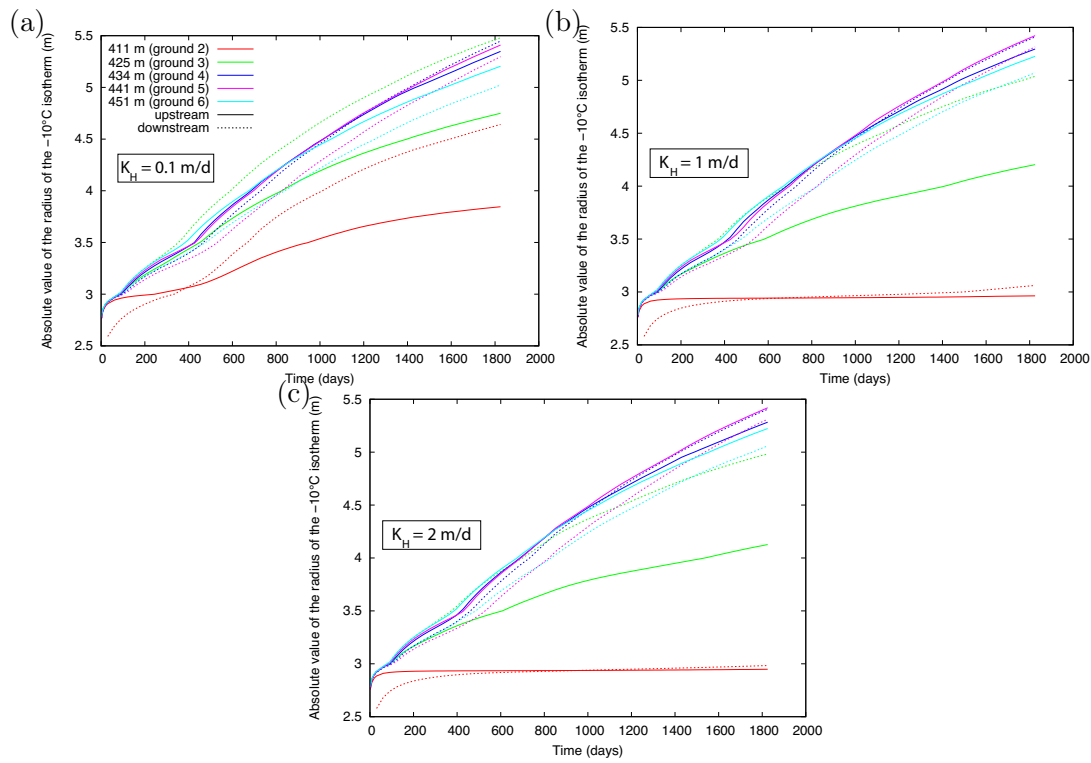 (a)
Absolute value of the radius of the −10°C isotherm (m)
5.5
5
4.5
4
3.5
3
2.5
411 m (ground 2)
425 m (ground 3)
434 m (ground 4)
441 m (ground 5)
451 m (ground 6)
upstream
downstream
K_H = 0.1 m/d
0 200 400 600 800 1000 1200 1400 1600 1800 2000
Time (days)
(b)
Absolute value of the radius of the −10°C isotherm (m)
5.5
5
4.5
4
3.5
3
2.5
K_H = 1 m/d
0 200 400 600 800 1000 1200 1400 1600 1800 2000
Time (days)
(c)
Absolute value of the radius of the −10°C isotherm (m)
5.5
5
4.5
4
3.5
3
2.5
K_H = 2 m/d
0 200 400 600 800 1000 1200 1400 1600 1800 2000
Time (days)